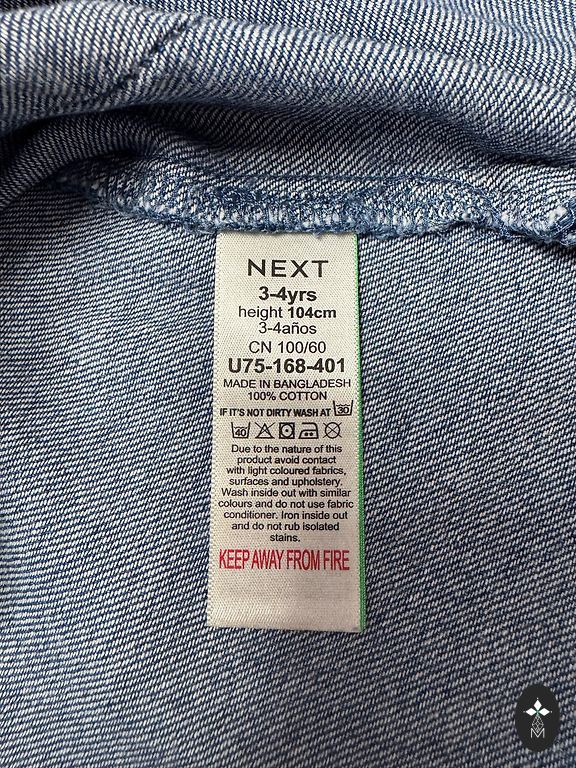 NEXT
3-4yrs
height 104cm
3-4años
CN 100/60
U75-168-401
MADE IN BANGLADESH
100% COTTON
IF IT'S NOT DIRTY WASH AT 30
40
Due to the nature of this
product avoid contact
with light coloured fabrics,
surfaces and upholstery.
Wash inside out with similar
colours and do not use fabric
conditioner. Iron inside out
and do not rub isolated
stains.
KEEP AWAY FROM FIRE
M